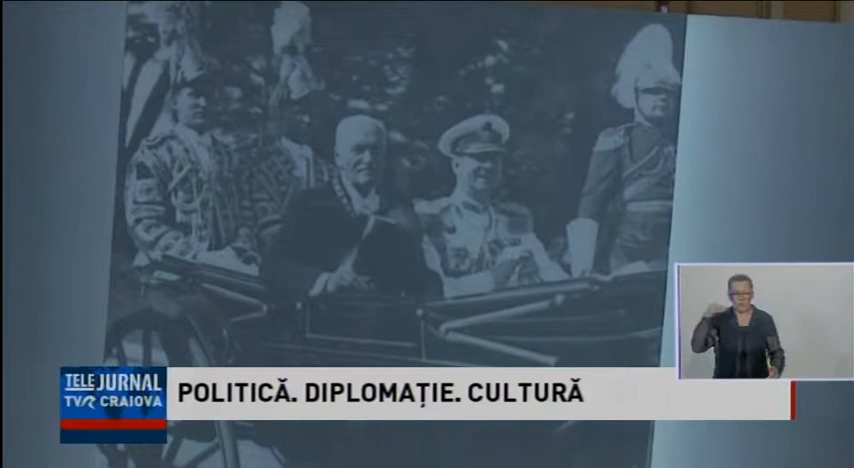 TELE JURNAL
TVR CRAIOVA
POLITICĂ. DIPLOMAȚIE. CULTURĂ